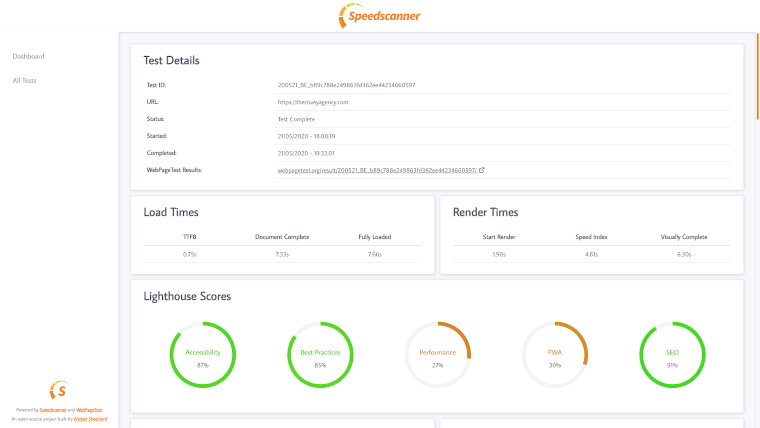 Speedscanner
Dashboard
All Tests
Test Details
Test ID: 200521_BE_b89c788e249863fd362ee44234660597
URL: https://thecoveyagency.com
Status: Test Complete
Started: 21/05/2020 - 18:00:19
Completed: 21/05/2020 - 19:32:01
WebPageTest Results: webpagetest.org/result/200521_BE_b89c788e249863fd362ee44234660597/
Load Times
TTFB Document Complete Fully Loaded
0.75s 7.33s 7.66s
Render Times
Start Render Speed Index Visually Complete
1.90s 4.61s 6.30s
Lighthouse Scores
Accessibility
87%
Best Practices
85%
Performance
27%
PWA
30%
SEO
91%
S
Powered by Speedscanner and WebPageTest
An open-source project built by Alistair Shepherd